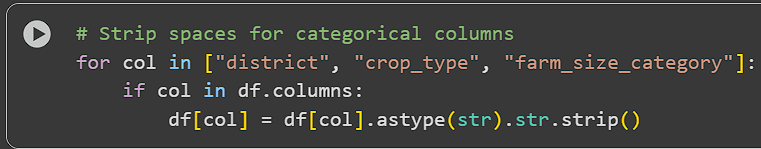 # Strip spaces for categorical columns
for col in ["district", "crop_type", "farm_size_category"]:
    if col in df.columns:
        df[col] = df[col].astype(str).str.strip()